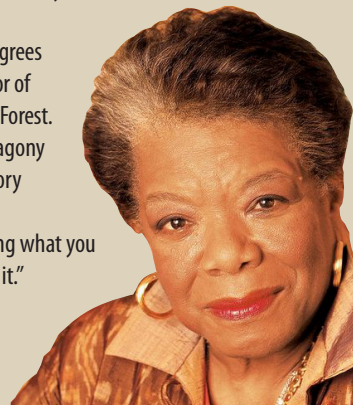 grees
or of
Forest.
agony
ory
ng what you
it.”